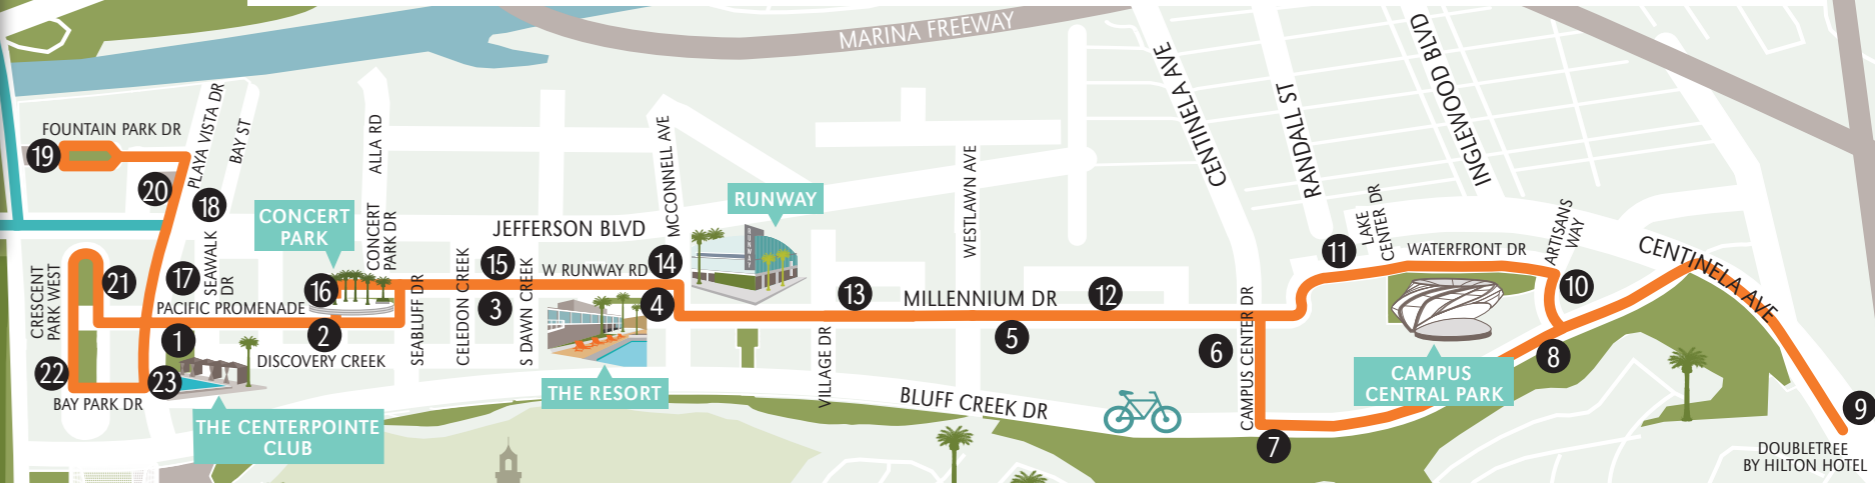 MARINA FREEWAY
FOUNTAIN PARK DR
19
20
PLAYA VISTA DR
BAY ST
18
SEAWALK
DR
17
21
CRESCENT
PARK WEST
PACIFIC PROMENADE
1
22
23
BAY PARK DR
THE CENTERPOINTE
CLUB
DISCOVERY CREEK
2
CONCERT
PARK
16
ALLA RD
CONCERT
PARK DR
SEABLUFF DR
CELEDON CREEK
JEFFERSON BLVD
15
3
S DAWN CREEK
W RUNWAY RD
14
4
THE RESORT
MCCONNELL AVE
RUNWAY
RUNWAY
13
VILLAGE DR
MILLENNIUM DR
WESTLAWN AVE
5
12
BLUFF CREEK DR
CENTINELA AVE
6
CAMPUS CENTER DR
7
RANDALL ST
INGLEWOOD BLVD
11
LAKE
CENTER DR
WATERFRONT DR
ARTISANS
WAY
10
8
CAMPUS
CENTRAL PARK
CENTINELA AVE
9
DOUBLETREE
BY HILTON HOTEL